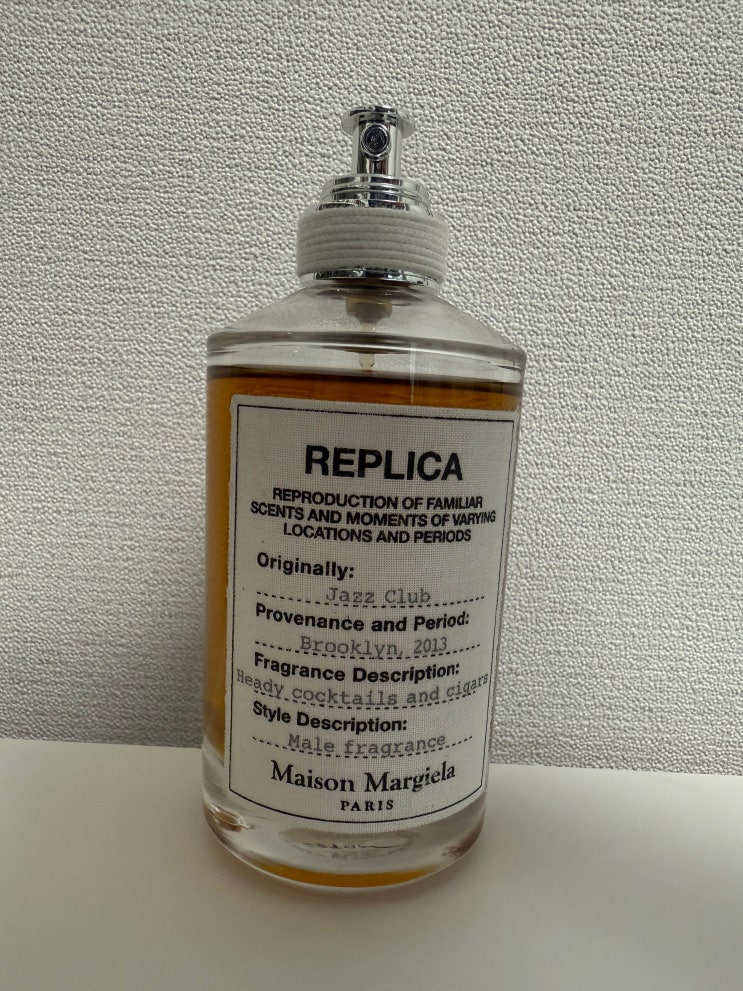 REPLICA
REPRODUCTION OF FAMILIAR
SCENTS AND MOMENTS OF VARYING
LOCATIONS AND PERIODS
Originally:
Jazz Club
Provenance and Period:
Brooklyn, 2013
Fragrance Description:
Heady cocktails and cigars
Style Description:
Male fragrance
Maison Margiela
PARIS